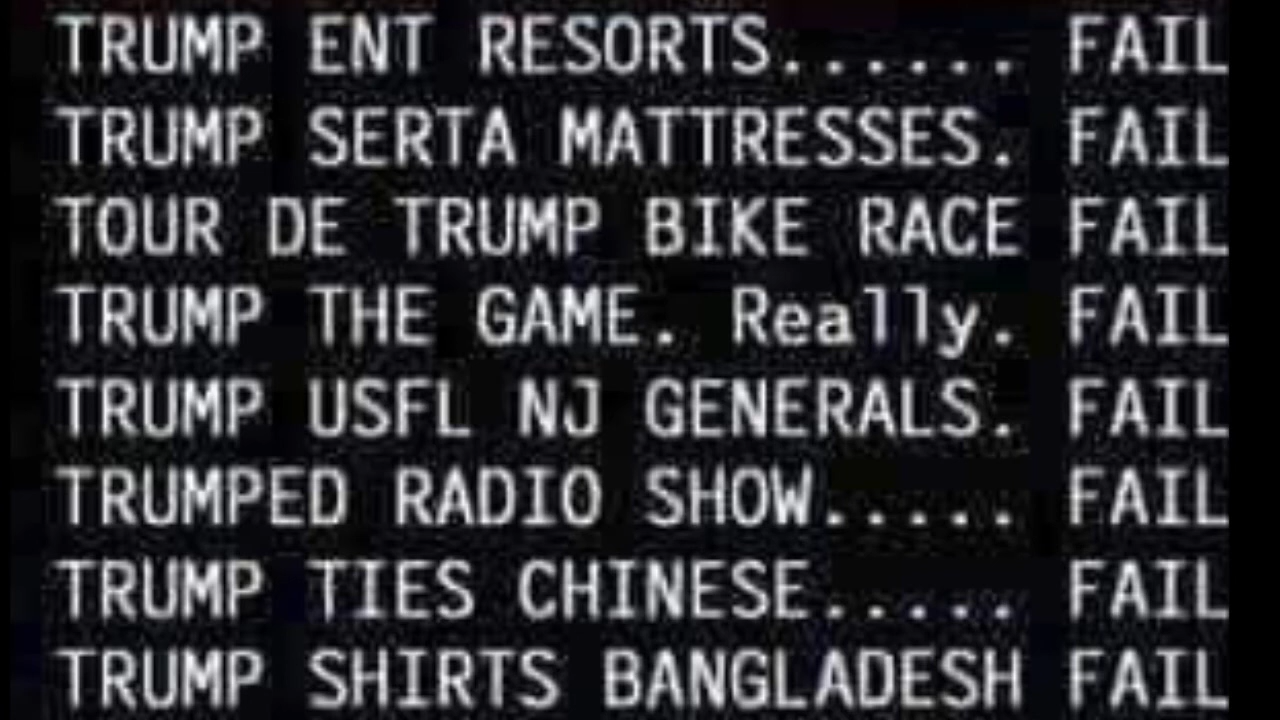 TRUMP ENT RESORTS...... FAIL
TRUMP SERTA MATTRESSES. FAIL
TOUR DE TRUMP BIKE RACE FAIL
TRUMP THE GAME. Really. FAIL
TRUMP USFL NJ GENERALS. FAIL
TRUMPED RADIO SHOW..... FAIL
TRUMP TIES CHINESE..... FAIL
TRUMP SHIRTS BANGLADESH FAIL